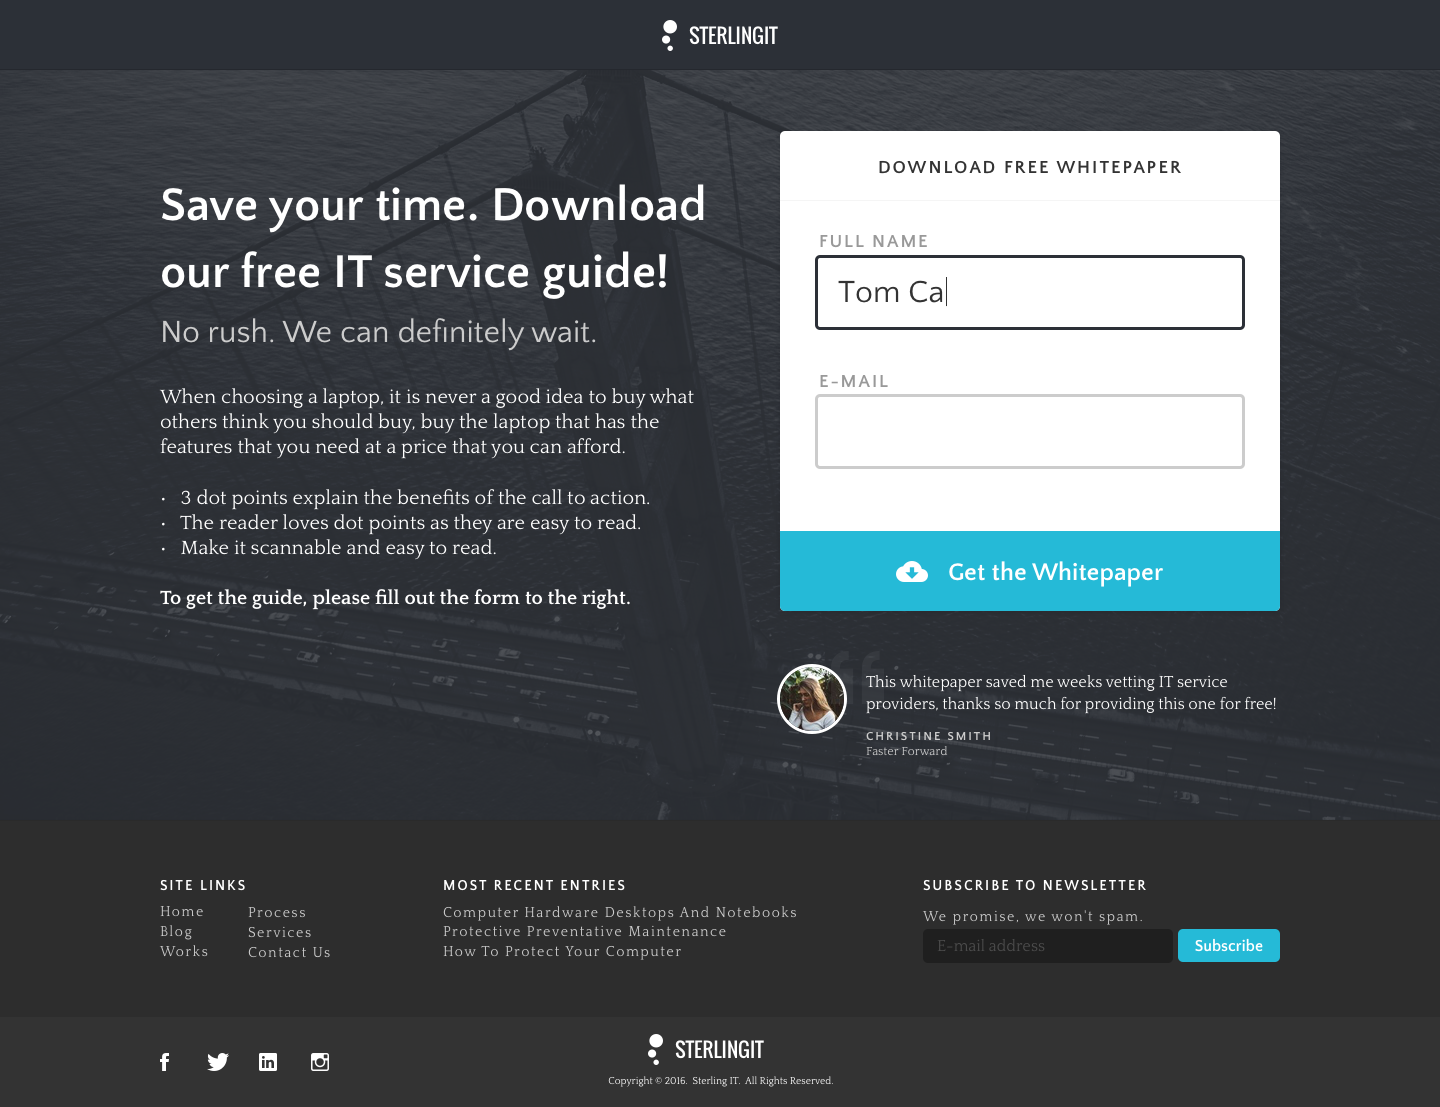 STERLINGIT
Save your time. Download
our free IT service guide!
No rush. We can definitely wait.
When choosing a laptop, it is never a good idea to buy what
others think you should buy, buy the laptop that has the
features that you need at a price that you can afford.
• 3 dot points explain the benefits of the call to action.
• The reader loves dot points as they are easy to read.
• Make it scannable and easy to read.
To get the guide, please fill out the form to the right.
DOWNLOAD FREE WHITEPAPER
FULL NAME
Tom Ca
E-MAIL
Get the Whitepaper
This whitepaper saved me weeks vetting IT service
providers, thanks so much for providing this one for free!
CHRISTINE SMITH
Faster Forward
SITE LINKS
Home
Blog
Works
Process
Services
Contact Us
MOST RECENT ENTRIES
Computer Hardware Desktops And Notebooks
Protective Preventative Maintenance
How To Protect Your Computer
SUBSCRIBE TO NEWSLETTER
We promise, we won't spam.
E-mail address
Subscribe
STERLINGIT
Copyright © 2016. Sterling IT. All Rights Reserved.